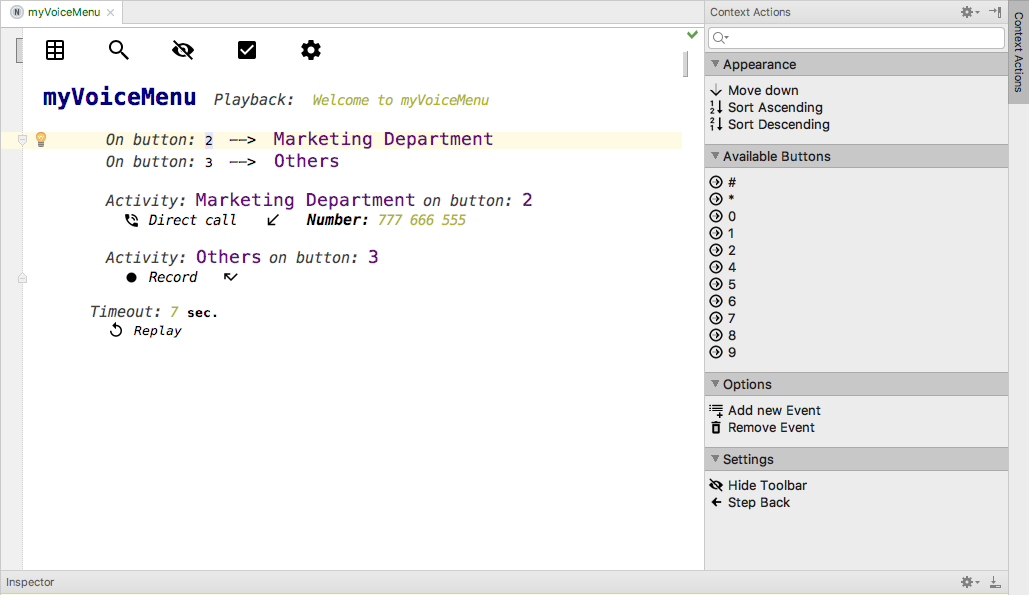 myVoiceMenu
myVoiceMenu Playback: Welcome to myVoiceMenu
On button: 2 --> Marketing Department
On button: 3 --> Others
Activity: Marketing Department on button: 2
Direct call Number: 777 666 555
Activity: Others on button: 3
Record
Timeout: 7 sec.
Replay
Context Actions
Appearance
Move down
Sort Ascending
Sort Descending
Available Buttons
#
*
0
1
2
4
5
6
7
8
9
Options
Add new Event
Remove Event
Settings
Hide Toolbar
Step Back
Context Actions
Inspector